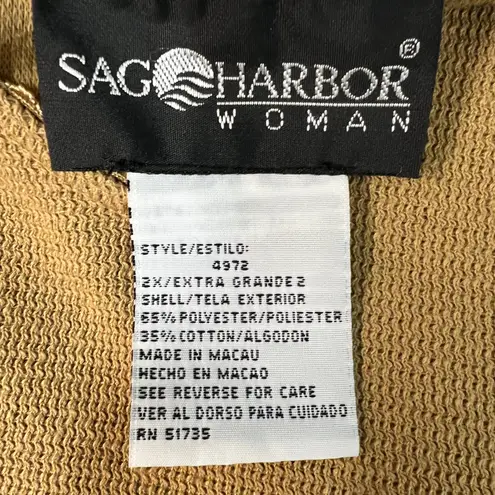 SAG HARBOR®
WOMAN
STYLE/ESTILO:
4972
2X/EXTRA GRANDE 2
SHELL/TELA EXTERIOR
65% POLYESTER/POLIESTER
35% COTTON/ALGODON
MADE IN MACAU
HECHO EN MACAO
SEE REVERSE FOR CARE
VER AL DORSO PARA CUIDADO
RN 51735